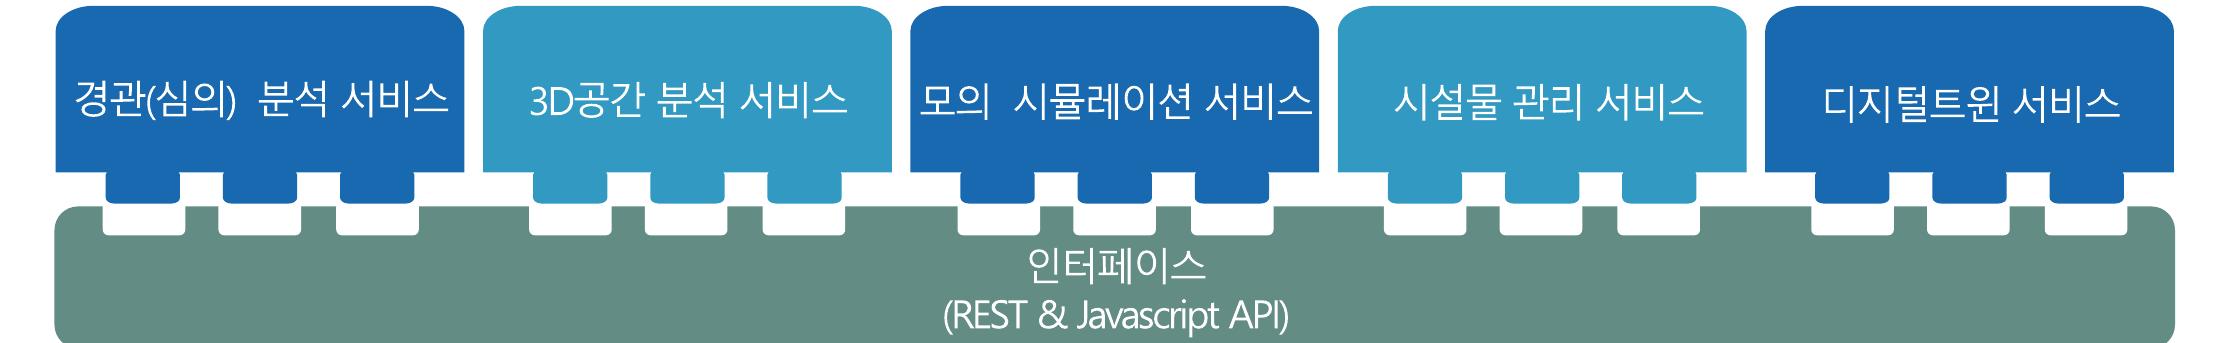 경관(심의) 분석 서비스
3D공간 분석 서비스
모의 시뮬레이션 서비스
시설물 관리 서비스
디지털트윈 서비스
인터페이스
(REST & Javascript API)